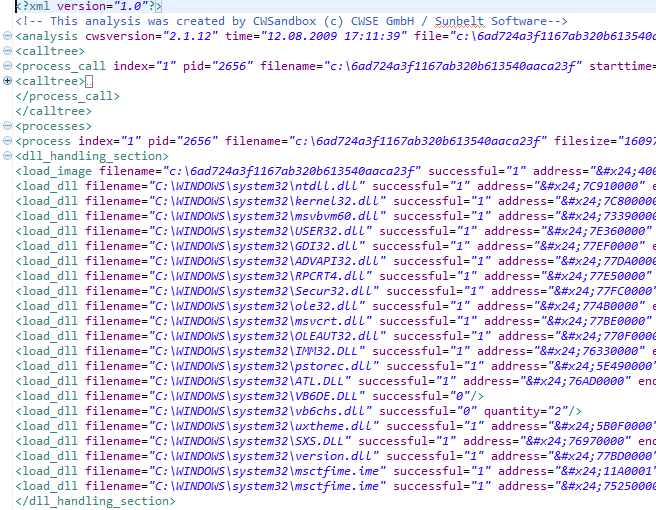 <?xml version="1.0"?>
<!-- This analysis was created by CWSandbox (c) CWSE GmbH / Sunbelt Software-->
<analysis cwsversion="2.1.12" time="12.08.2009 17:11:39" file="c:\6ad724a3f1167ab320b613540a
<calltree>
<process_call index="1" pid="2656" filename="c:\6ad724a3f1167ab320b613540aaca23f" starttime=
<calltree>
</process_call>
</calltree>
<processes>
<process index="1" pid="2656" filename="c:\6ad724a3f1167ab320b613540aaca23f" filesize="16097
<dll_handling_section>
<load_image filename="c:\6ad724a3f1167ab320b613540aaca23f" successful="1" address="&#x24;400
<load_dll filename="C:\WINDOWS\system32\ntdll.dll" successful="1" address="&#x24;7C910000" e
<load_dll filename="C:\WINDOWS\system32\kernel32.dll" successful="1" address="&#x24;7C800000
<load_dll filename="C:\WINDOWS\system32\msvbvm60.dll" successful="1" address="&#x24;73390000
<load_dll filename="C:\WINDOWS\system32\USER32.dll" successful="1" address="&#x24;7E360000"
<load_dll filename="C:\WINDOWS\system32\GDI32.dll" successful="1" address="&#x24;77EF0000" e
<load_dll filename="C:\WINDOWS\system32\ADVAPI32.dll" successful="1" address="&#x24;77DA0000
<load_dll filename="C:\WINDOWS\system32\RPCRT4.dll" successful="1" address="&#x24;77E50000"
<load_dll filename="C:\WINDOWS\system32\Secur32.dll" successful="1" address="&#x24;77FC0000"
<load_dll filename="C:\WINDOWS\system32\ole32.dll" successful="1" address="&#x24;774B0000" e
<load_dll filename="C:\WINDOWS\system32\msvcrt.dll" successful="1" address="&#x24;77BE0000"
<load_dll filename="C:\WINDOWS\system32\OLEAUT32.dll" successful="1" address="&#x24;770F0000
<load_dll filename="C:\WINDOWS\system32\IMM32.DLL" successful="1" address="&#x24;76330000" e
<load_dll filename="C:\WINDOWS\system32\pstorec.dll" successful="1" address="&#x24;5E490000"
<load_dll filename="C:\WINDOWS\system32\ATL.DLL" successful="1" address="&#x24;76AD0000" end
<load_dll filename="C:\WINDOWS\system32\VB6DE.DLL" successful="0"/>
<load_dll filename="C:\WINDOWS\system32\vb6chs.dll" successful="0" quantity="2"/>
<load_dll filename="C:\WINDOWS\system32\uxtheme.dll" successful="1" address="&#x24;5B0F0000"
<load_dll filename="C:\WINDOWS\system32\SXS.DLL" successful="1" address="&#x24;76970000" end
<load_dll filename="C:\WINDOWS\system32\version.dll" successful="1" address="&#x24;77BD0000"
<load_dll filename="C:\WINDOWS\system32\msctfime.ime" successful="1" address="&#x24;11A0001"
<load_dll filename="C:\WINDOWS\system32\msctfime.ime" successful="1" address="&#x24;75250000
</dll_handling_section>